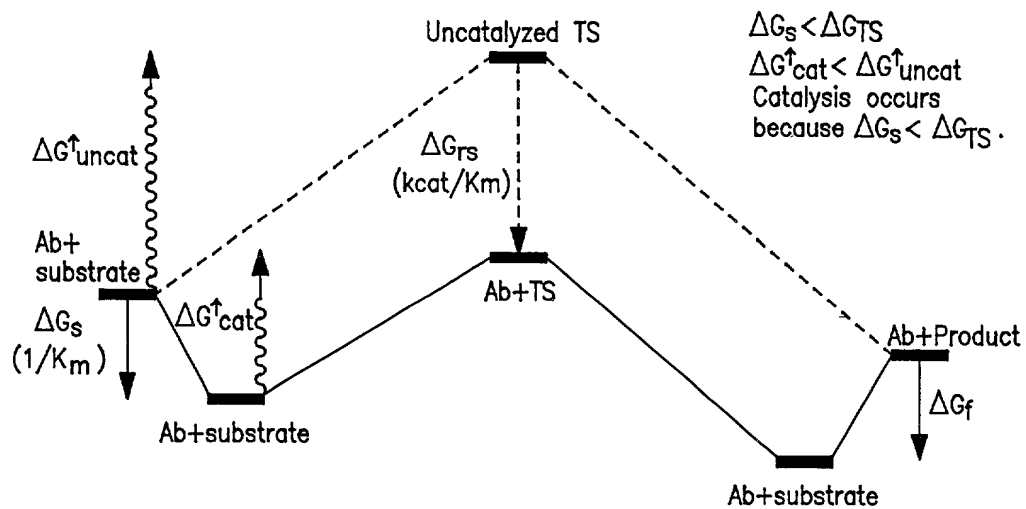 Uncatalyzed TS
ΔGs<ΔGTS
ΔG↑cat<ΔG↑uncat
Catalysis occurs
because ΔGs<ΔGTS.
ΔG↑uncat
ΔGrs
(kcat/Km)
Ab+
substrate
ΔGs
(1/Km)
ΔG↑cat
Ab+TS
Ab+substrate
Ab+Product
ΔGf
Ab+substrate